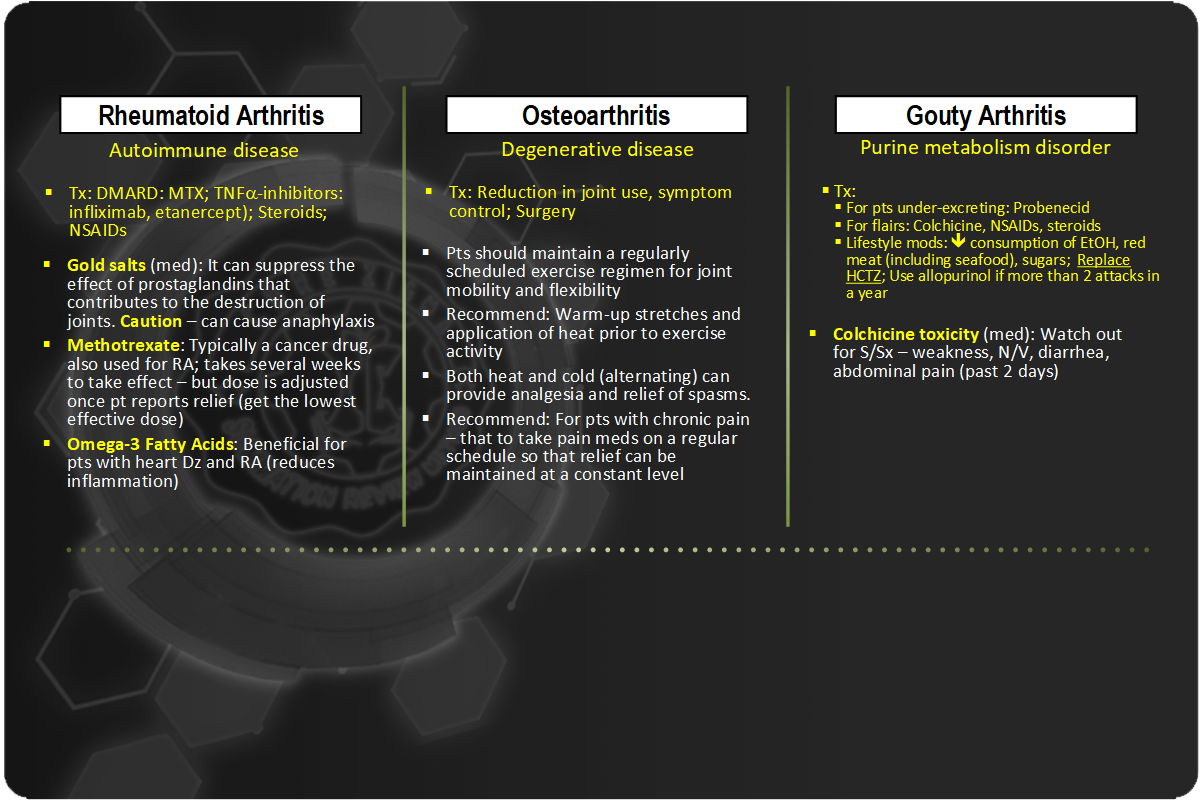 Rheumatoid Arthritis
Autoimmune disease
▪ Tx: DMARD: MTX; TNFα-inhibitors:
infliximab, etanercept); Steroids;
NSAIDs
▪ Gold salts (med): It can suppress the
effect of prostaglandins that
contributes to the destruction of
joints. Caution – can cause anaphylaxis
▪ Methotrexate: Typically a cancer drug,
also used for RA; takes several weeks
to take effect – but dose is adjusted
once pt reports relief (get the lowest
effective dose)
▪ Omega-3 Fatty Acids: Beneficial for
pts with heart Dz and RA (reduces
inflammation)
Osteoarthritis
Degenerative disease
▪ Tx: Reduction in joint use, symptom
control; Surgery
▪ Pts should maintain a regularly
scheduled exercise regimen for joint
mobility and flexibility
▪ Recommend: Warm-up stretches and
application of heat prior to exercise
activity
▪ Both heat and cold (alternating) can
provide analgesia and relief of spasms.
▪ Recommend: For pts with chronic pain
– that to take pain meds on a regular
schedule so that relief can be
maintained at a constant level
Gouty Arthritis
Purine metabolism disorder
▪ Tx:
▪ For pts under-excreting: Probenecid
▪ For flairs: Colchicine, NSAIDs, steroids
▪ Lifestyle mods: 🡻 consumption of EtOH, red
meat (including seafood), sugars; Replace
HCTZ; Use allopurinol if more than 2 attacks in
a year
▪ Colchicine toxicity (med): Watch out
for S/Sx – weakness, N/V, diarrhea,
abdominal pain (past 2 days)